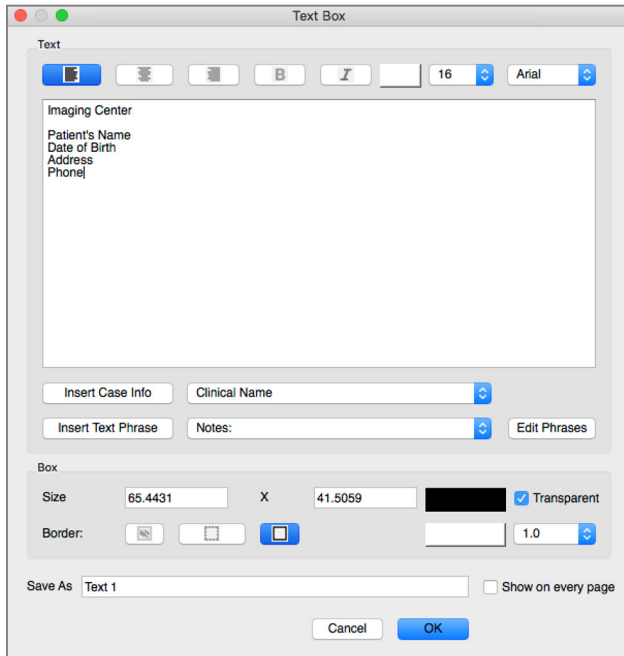 Text Box
Text
B I 16 Arial
Imaging Center
Patient's Name
Date of Birth
Address
Phone
Insert Case Info Clinical Name
Insert Text Phrase Notes: Edit Phrases
Box
Size 65.4431 X 41.5059 Transparent
Border: 1.0
Save As Text 1 Show on every page
Cancel OK